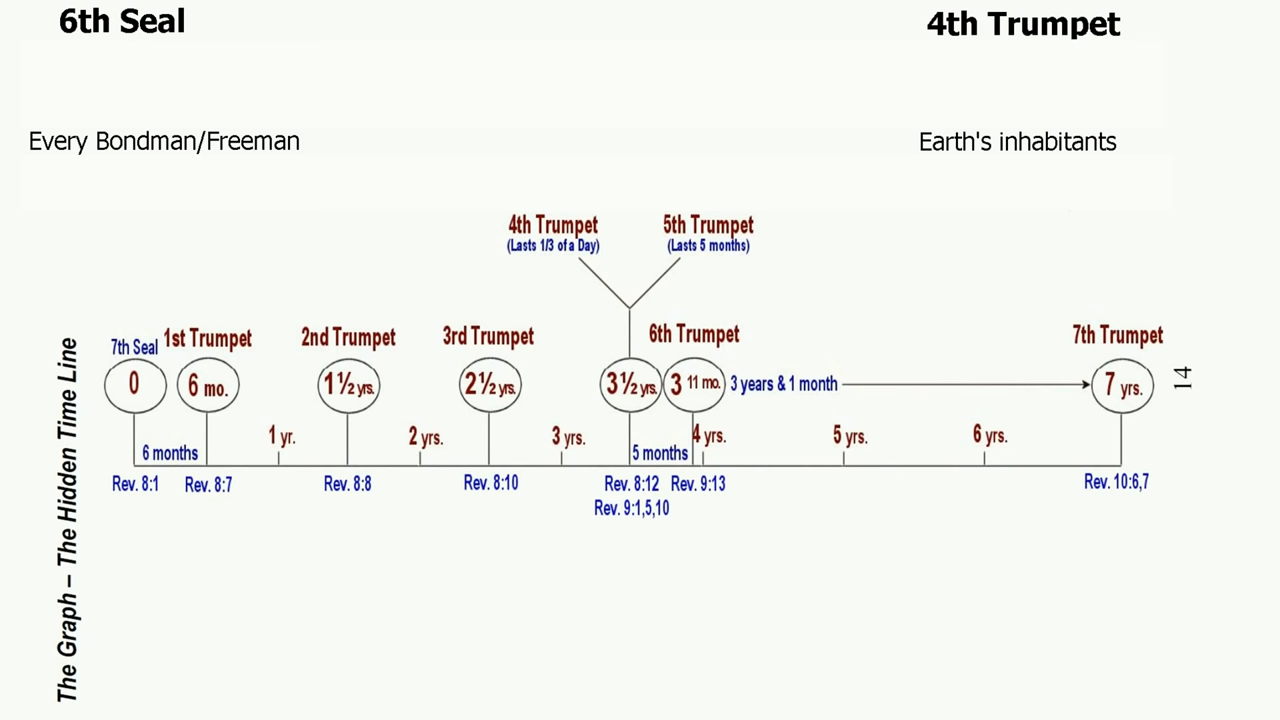 6th Seal
4th Trumpet
Every Bondman/Freeman
Earth's inhabitants
4th Trumpet
(Lasts 1/3 of a Day)
5th Trumpet
(Lasts 5 months)
7th Seal
1st Trumpet
2nd Trumpet
3rd Trumpet
6th Trumpet
7th Trumpet
0
6 mo.
1½ yrs.
2½ yrs.
3½ yrs.
3 11 mo.
3 years & 1 month
7 yrs.
6 months
1 yr.
2 yrs.
3 yrs.
5 months
4 yrs.
5 yrs.
6 yrs.
Rev. 8:1
Rev. 8:7
Rev. 8:8
Rev. 8:10
Rev. 8:12
Rev. 9:1,5,10
Rev. 9:13
Rev. 10:6,7
The Graph – The Hidden Time Line
14